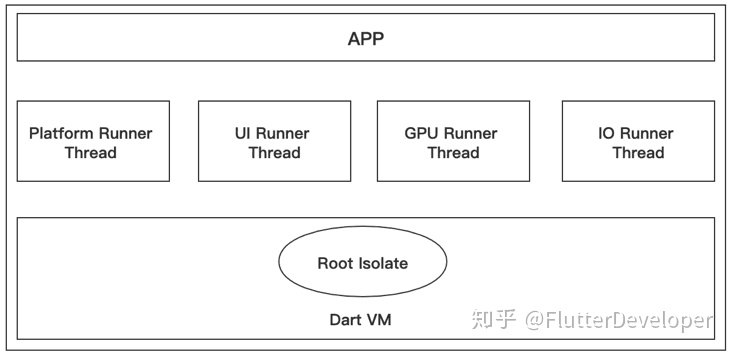 APP
Platform Runner
Thread
UI Runner
Thread
GPU Runner
Thread
IO Runner
Thread
Root Isolate
Dart VM
知乎 @FlutterDeveloper